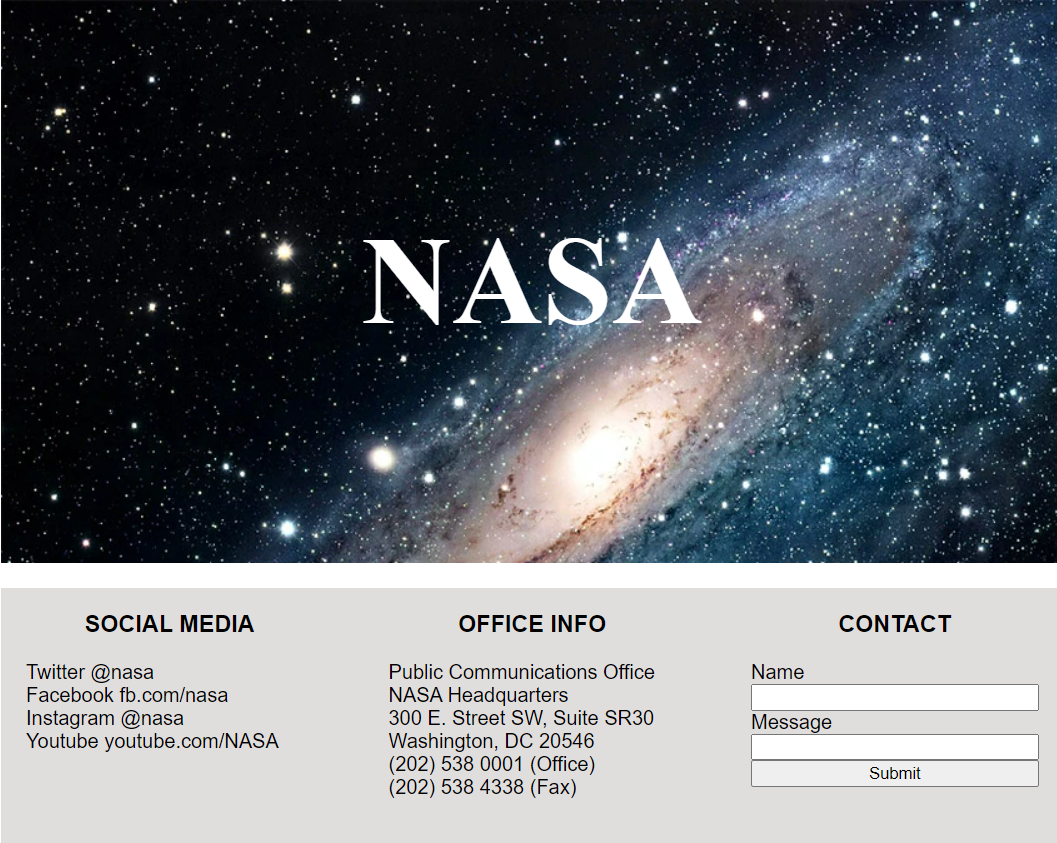 NASA
SOCIAL MEDIA
Twitter @nasa
Facebook fb.com/nasa
Instagram @nasa
Youtube youtube.com/NASA
OFFICE INFO
Public Communications Office
NASA Headquarters
300 E. Street SW, Suite SR30
Washington, DC 20546
(202) 538 0001 (Office)
(202) 538 4338 (Fax)
CONTACT
Name
Message
Submit